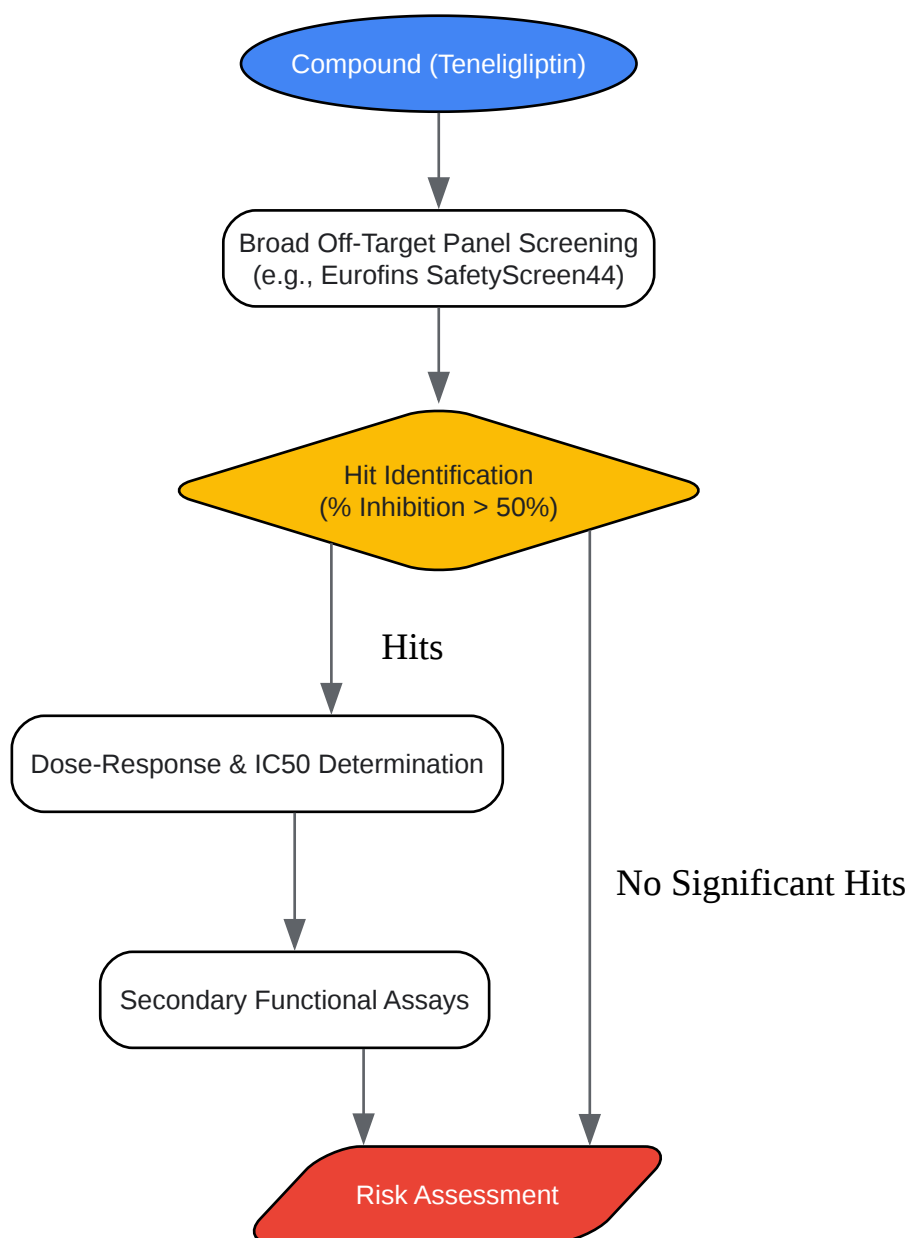 Compound (Teneligliptin)
Broad Off-Target Panel Screening
(e.g., Eurofins SafetyScreen44)
Hit Identification
(% Inhibition > 50%)
Hits
Dose-Response & IC50 Determination
No Significant Hits
Secondary Functional Assays
Risk Assessment